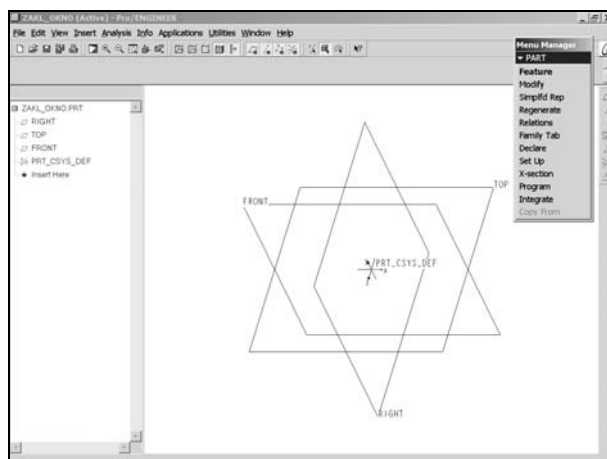 ZAKL_OKNO (Active) - Pro/ENGINEER
File Edit View Insert Analysis Info Applications Utilities Window Help
Menu Manager
PART
Feature
Modify
Simplfd Rep
Regenerate
Relations
Family Tab
Declare
Set Up
X-section
Program
Integrate
Copy From
ZAKL_OKNO.PRT
RIGHT
TOP
FRONT
PRT_CSYS_DEF
Insert Here
TOP
FRONT
PRT_CSYS_DEF
RIGHT